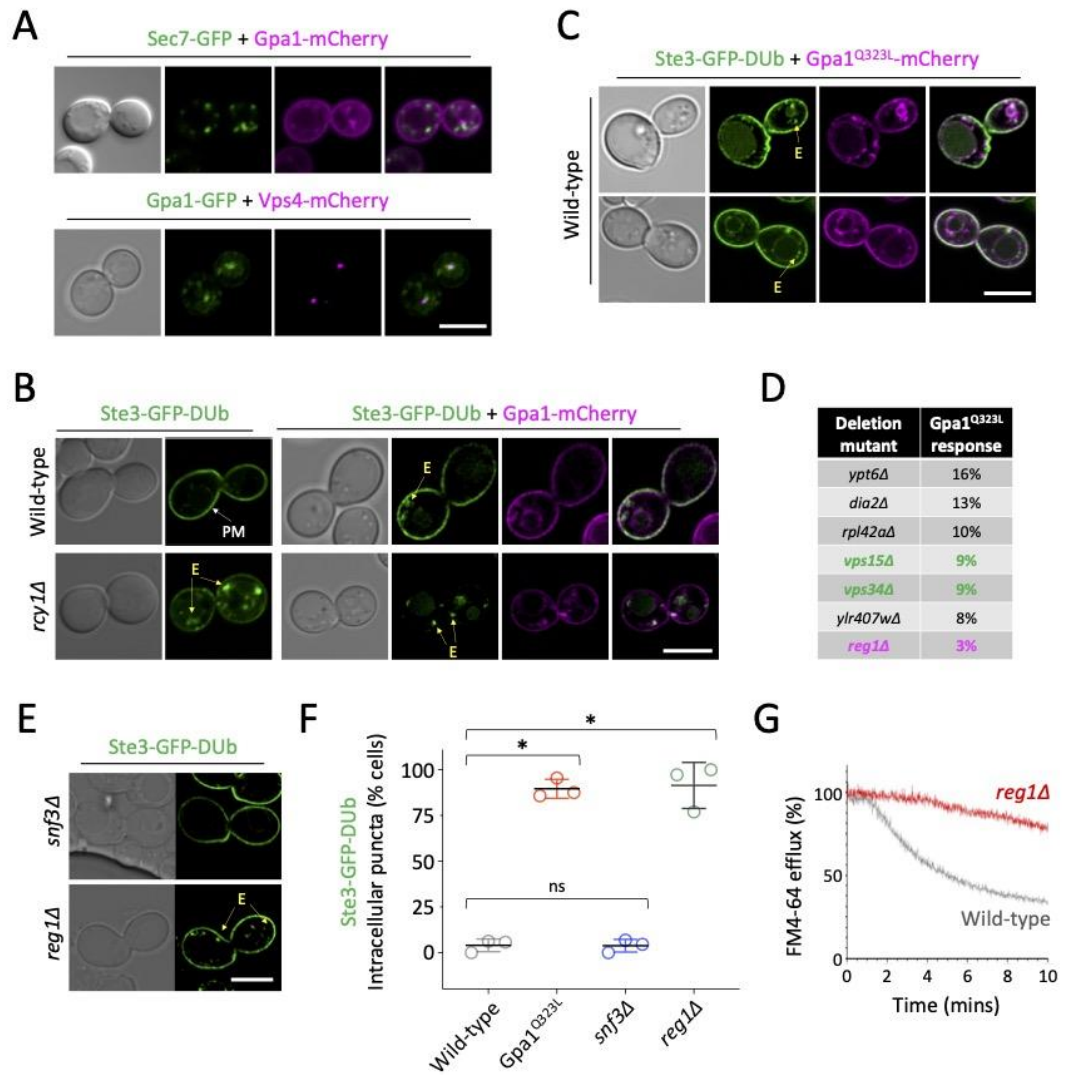 A
Sec7-GFP + Gpa1-mCherry
Gpa1-GFP + Vps4-mCherry
C
Ste3-GFP-DUb + Gpa1Q323L-mCherry
Wild-type
E
E
B
Ste3-GFP-DUb
Ste3-GFP-DUb + Gpa1-mCherry
Wild-type
PM
E
rcy1Δ
E
E
D
Deletion mutant
Gpa1Q323L response
ypt6Δ 16%
dia2Δ 13%
rpl42aΔ 10%
vps15Δ 9%
vps34Δ 9%
ylr407wΔ 8%
reg1Δ 3%
E
Ste3-GFP-DUb
snf3Δ
reg1Δ
E
F
Ste3-GFP-DUb
Intracellular puncta (% cells)
100
75
50
25
0
*
*
ns
Wild-type
Gpa1Q323L
snf3Δ
reg1Δ
G
FM4-64 efflux (%)
100
50
0
reg1Δ
Wild-type
0 2 4 6 8 10
Time (mins)